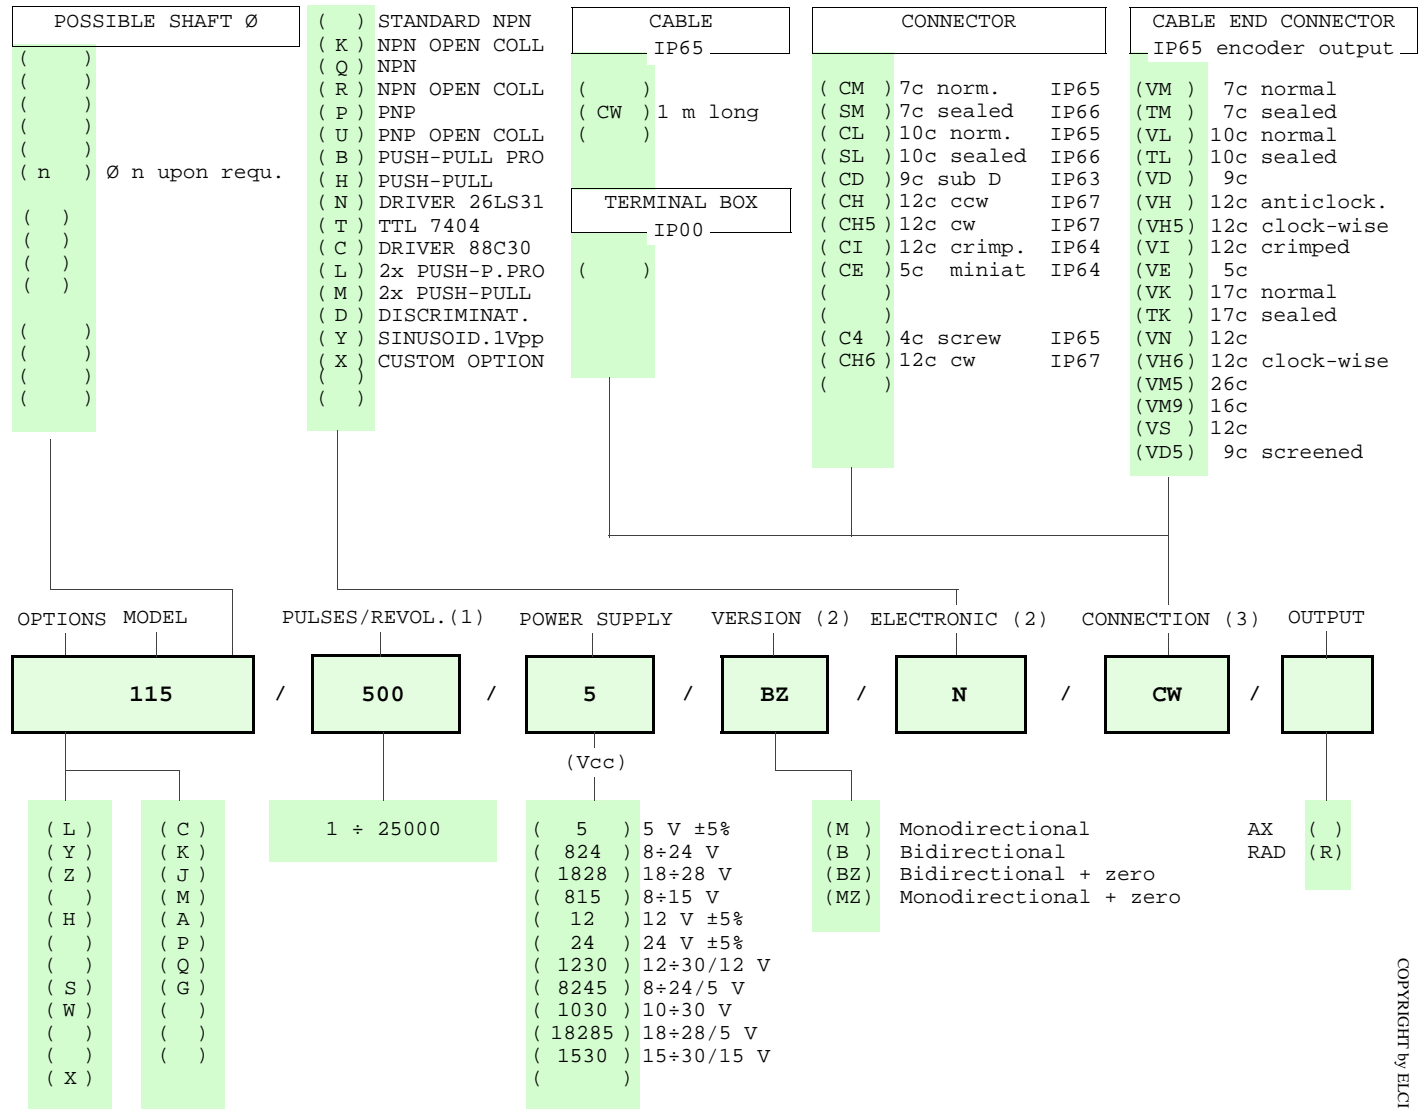 POSSIBLE SHAFT Ø
( )
( )
( )
( )
( )
( n ) Ø n upon requ.
( )
( )
( )
( )
( )
( )
( )
( )
( ) STANDARD NPN
( K ) NPN OPEN COLL
( Q ) NPN
( R ) NPN OPEN COLL
( P ) PNP
( U ) PNP OPEN COLL
( B ) PUSH-PULL PRO
( H ) PUSH-PULL
( N ) DRIVER 26LS31
( T ) TTL 7404
( C ) DRIVER 88C30
( L ) 2x PUSH-P.PRO
( M ) 2x PUSH-PULL
( D ) DISCRIMINAT.
( Y ) SINUSOID.1Vpp
( X ) CUSTOM OPTION
( )
( )
CABLE
IP65
( )
( CW ) 1 m long
( )
TERMINAL BOX
IP00
( )
CONNECTOR
( CM ) 7c norm. IP65
( SM ) 7c sealed IP66
( CL ) 10c norm. IP65
( SL ) 10c sealed IP66
( CD ) 9c sub D IP63
( CH ) 12c ccw IP67
( CH5 ) 12c cw IP67
( CI ) 12c crimp. IP64
( CE ) 5c miniat IP64
( )
( )
( C4 ) 4c screw IP65
( CH6 ) 12c cw IP67
( )
CABLE END CONNECTOR
IP65 encoder output
(VM ) 7c normal
(TM ) 7c sealed
(VL ) 10c normal
(TL ) 10c sealed
(VD ) 9c
(VH ) 12c anticlock.
(VH5) 12c clock-wise
(VI ) 12c crimped
(VE ) 5c
(VK ) 17c normal
(TK ) 17c sealed
(VN ) 12c
(VH6) 12c clock-wise
(VM5) 26c
(VM9) 16c
(VS ) 12c
(VD5) 9c screened
OPTIONS MODEL PULSES/REVOL.(1) POWER SUPPLY VERSION (2) ELECTRONIC (2) CONNECTION (3) OUTPUT
115 / 500 / 5 / BZ / N / CW /
(Vcc)
( L )
( Y )
( Z )
( )
( H )
( )
( )
( S )
( W )
( )
( )
( X )
( C )
( K )
( J )
( M )
( A )
( P )
( Q )
( G )
( )
( )
( )
1 ÷ 25000
( 5 ) 5 V ±5%
( 824 ) 8÷24 V
( 1828 ) 18÷28 V
( 815 ) 8÷15 V
( 12 ) 12 V ±5%
( 24 ) 24 V ±5%
( 1230 ) 12÷30/12 V
( 8245 ) 8÷24/5 V
( 1030 ) 10÷30 V
( 18285 ) 18÷28/5 V
( 1530 ) 15÷30/15 V
( )
(M ) Monodirectional
(B ) Bidirectional
(BZ) Bidirectional + zero
(MZ) Monodirectional + zero
AX ( )
RAD (R)
COPYRIGHT by ELCI